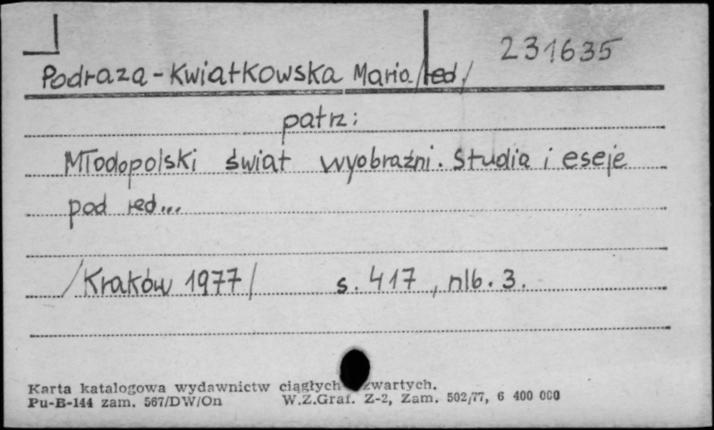 231635
Podraza-Kwiatkowska Maria /red/
patrz:
Młodopolski świat wyobraźni. Studia i eseje
pod red...
/Kraków 1977/ s. 417, nlb. 3.
Karta katalogowa wydawnictw ciągłych zwartych.
Pu-B-144 zam. 567/DW/On W.Z.Graf. Z-2, Zam. 502/77, 6 400 000